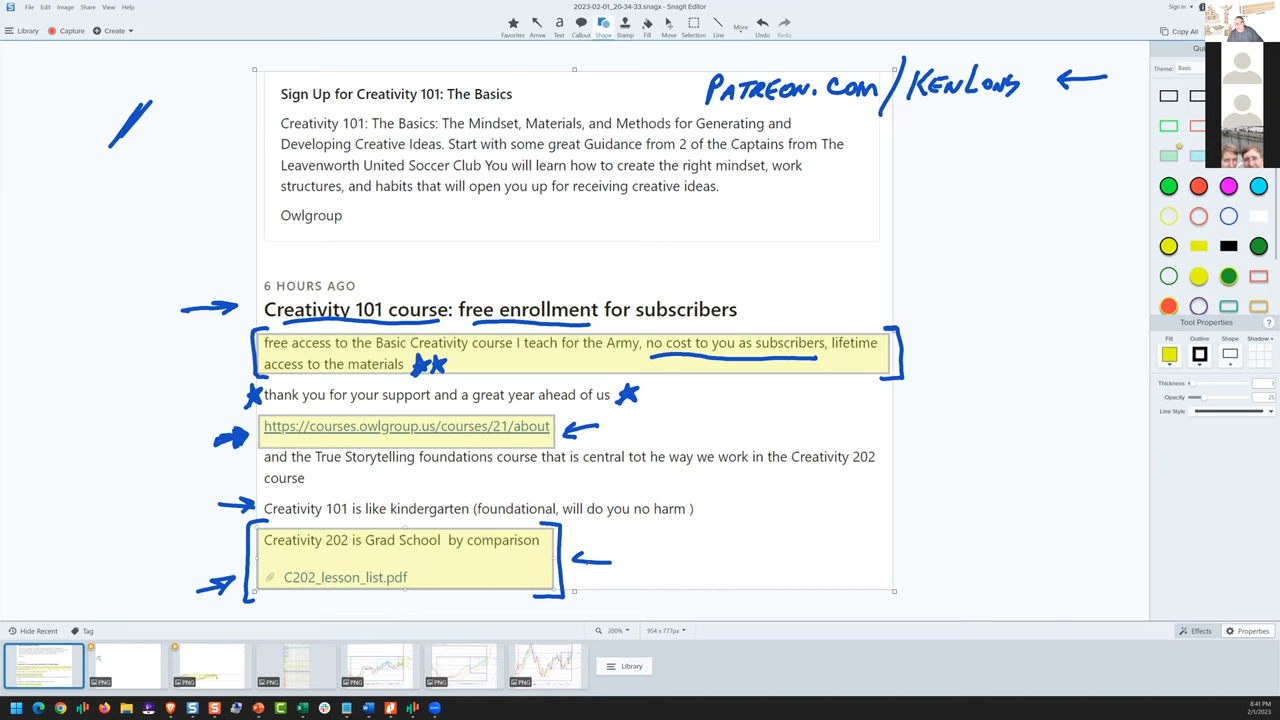 2023-02-01_20-34-33.snagx - Snagit Editor
File Edit Image Share View Help
Sign In
Library Capture Create
Favorites Arrow Text Callout Shape Stamp Fill Move Selection Line More Undo Redo
Copy All
Theme: Basic
PATREON.COM/KENLONG
Sign Up for Creativity 101: The Basics
Creativity 101: The Basics: The Mindset, Materials, and Methods for Generating and
Developing Creative Ideas. Start with some great Guidance from 2 of the Captains from The
Leavenworth United Soccer Club You will learn how to create the right mindset, work
structures, and habits that will open you up for receiving creative ideas.
Owlgroup
6 HOURS AGO
Creativity 101 course: free enrollment for subscribers
free access to the Basic Creativity course I teach for the Army, no cost to you as subscribers, lifetime
access to the materials
thank you for your support and a great year ahead of us
https://courses.owlgroup.us/courses/21/about
and the True Storytelling foundations course that is central tot he way we work in the Creativity 202
course
Creativity 101 is like kindergarten (foundational, will do you no harm )
Creativity 202 is Grad School by comparison
C202_lesson_list.pdf
Tool Properties ?
Fill Outline Shape Shadow
Thickness 3
Opacity 25
Line Style
Hide Recent Tag
200% 954 x 777px
Effects Properties
PNG PNG PNG PNG PNG PNG
Library
8:41 PM
2/1/2023